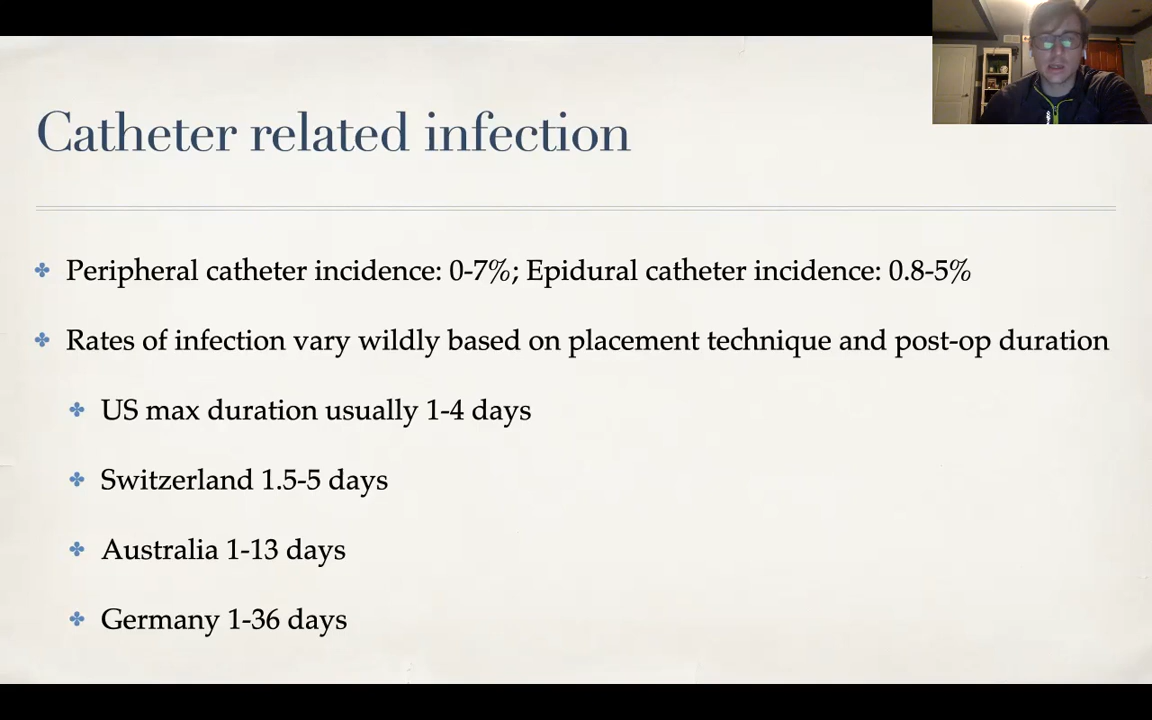 Catheter related infection
Peripheral catheter incidence: 0-7%; Epidural catheter incidence: 0.8-5%
Rates of infection vary wildly based on placement technique and post-op duration
US max duration usually 1-4 days
Switzerland 1.5-5 days
Australia 1-13 days
Germany 1-36 days